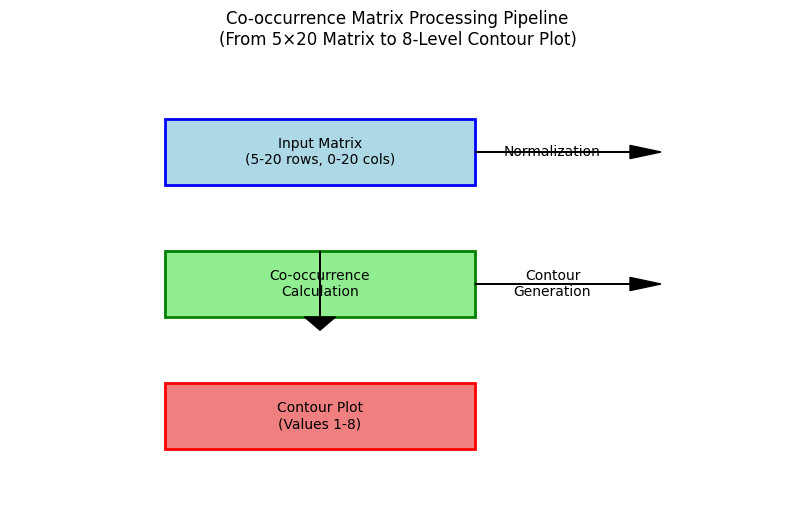 Co-occurrence Matrix Processing Pipeline
(From 5×20 Matrix to 8-Level Contour Plot)
Input Matrix
(5-20 rows, 0-20 cols)
Normalization
Co-occurrence
Calculation
Contour
Generation
Contour Plot
(Values 1-8)